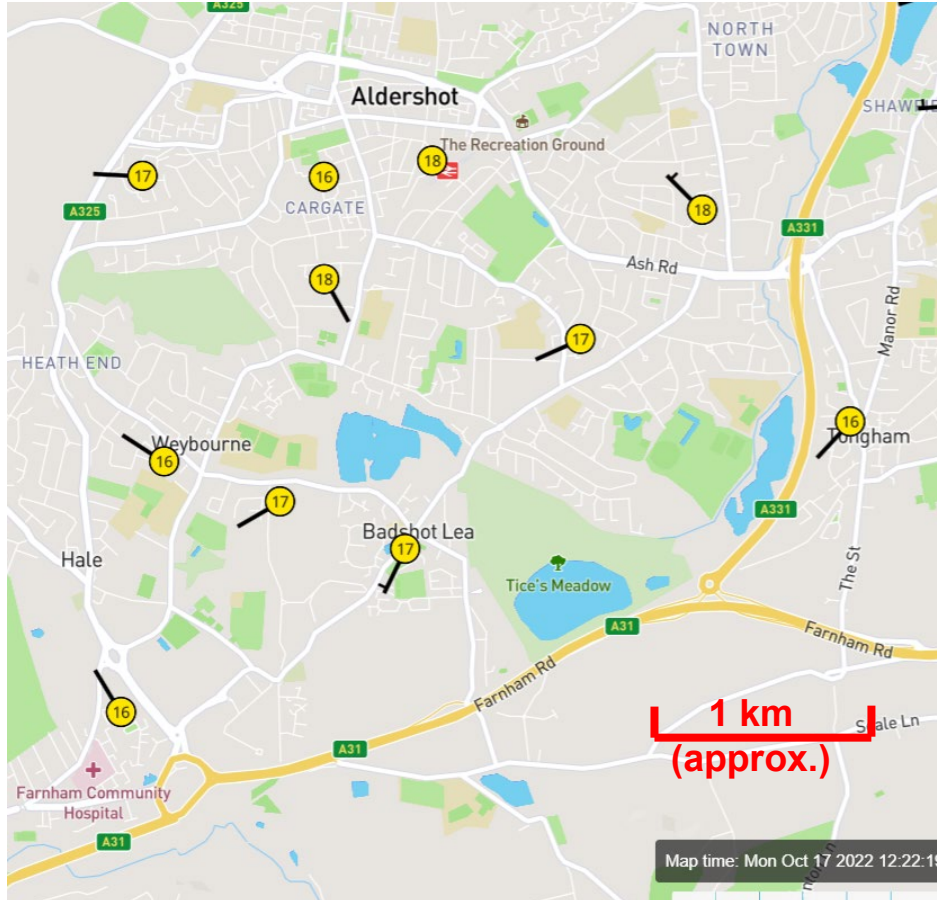 A325
NORTH
TOWN
Aldershot
The Recreation Ground
18
17
16
CARGATE
18
A325
A331
Ash Rd
18
17
Manor Rd
HEATH END
16
Tongham
Weybourne
16
17
A331
Badshot Lea
17
Hale
Tice's Meadow
The St
A31
Farnham Rd
Farnham Rd
16
1 km
(approx.)
Seale Ln
A31
Farnham Community
Hospital
A31
Map time: Mon Oct 17 2022 12:22:19